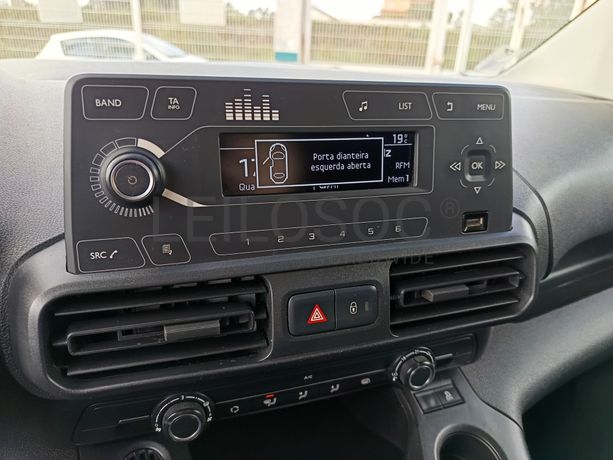 BAND
TA
INFO
LIST
MENU
19°
Porta dianteira
esquerda aberta
Qua
RFM
Mem 1
OK
LEILOSOC®
1 2 3 4 5 6
SRC
A/C